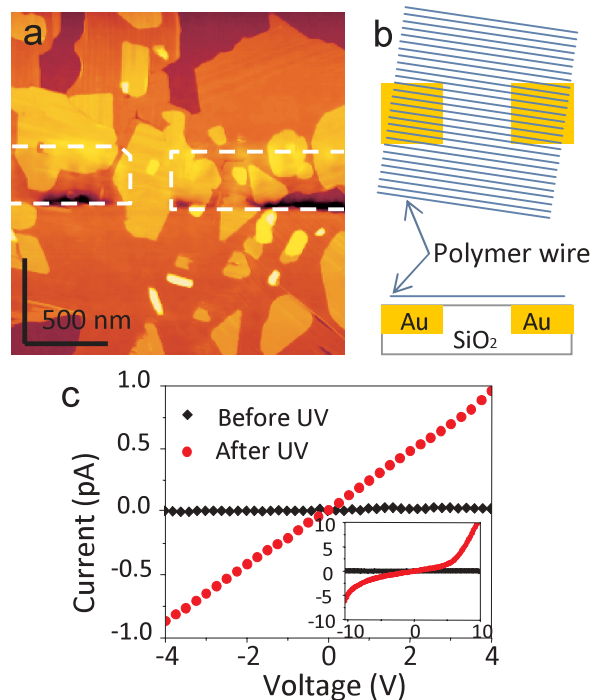 a
500 nm
b
Polymer wire
Au
Au
SiO₂
c
Before UV
After UV
Current (pA)
1.0
0.5
0.0
-0.5
-1.0
-4
-2
0
2
4
Voltage (V)
10
5
0
-5
-10
-10
0
10